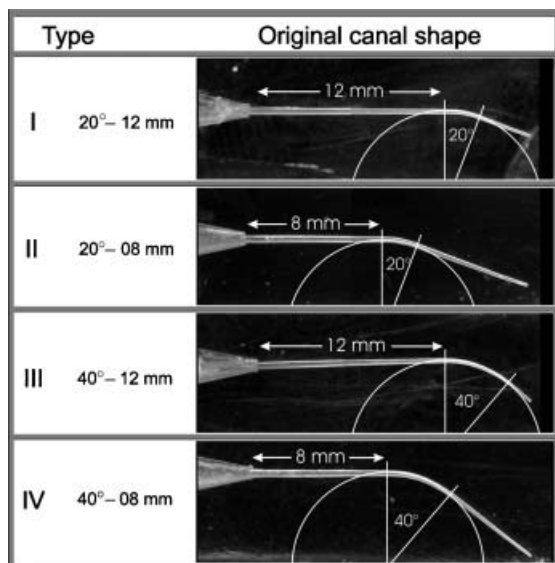 Type Original canal shape
12 mm
I 20°– 12 mm
20°
8 mm
II 20°– 08 mm
20°
12 mm
III 40°– 12 mm
40°
8 mm
IV 40°– 08 mm
40°